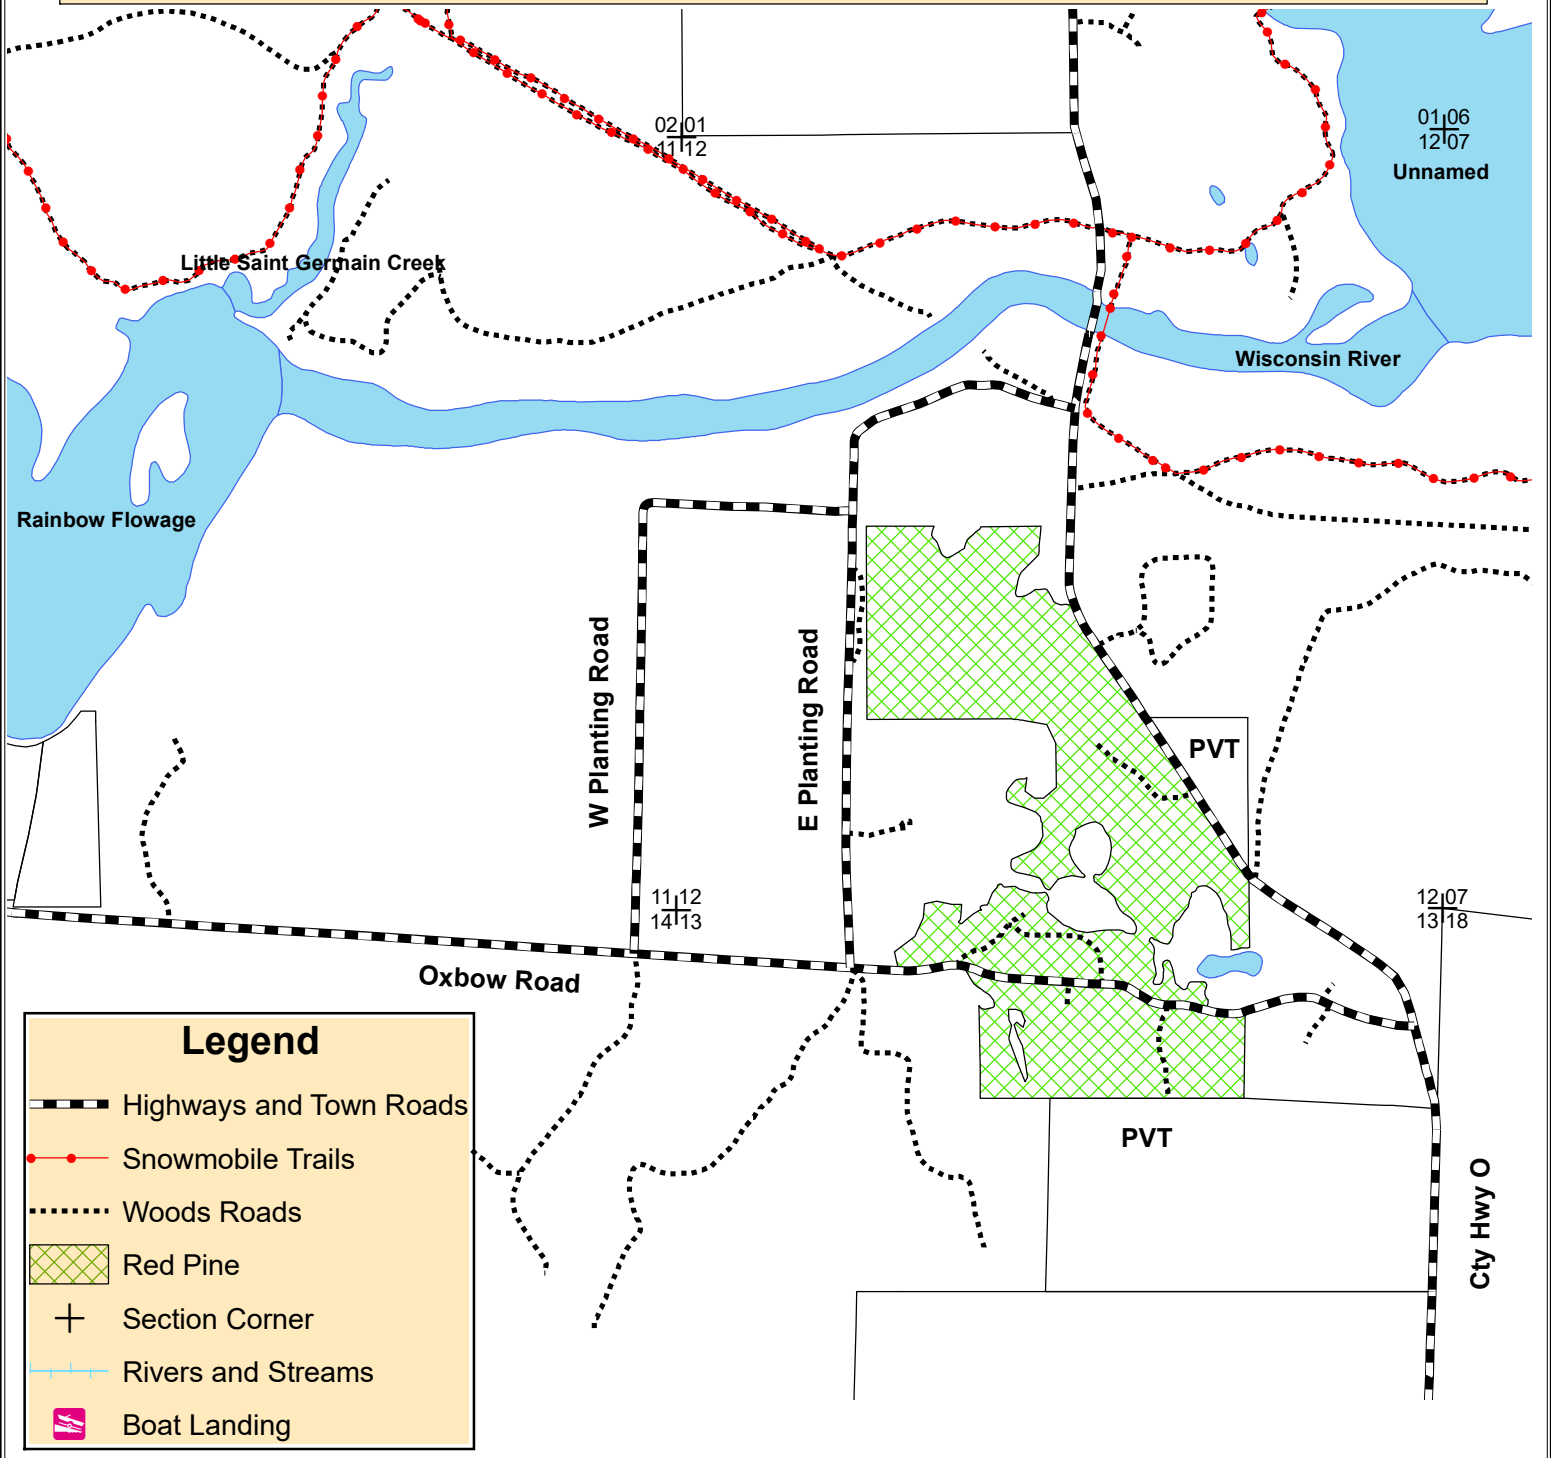 02 01
11 12
01 06
12 07
Unnamed
Little Saint Germain Creek
Wisconsin River
Rainbow Flowage
W Planting Road
E Planting Road
PVT
11 12
14 13
12 07
13 18
Oxbow Road
PVT
Cty Hwy O
Legend
Highways and Town Roads
Snowmobile Trails
Woods Roads
Red Pine
Section Corner
Rivers and Streams
Boat Landing